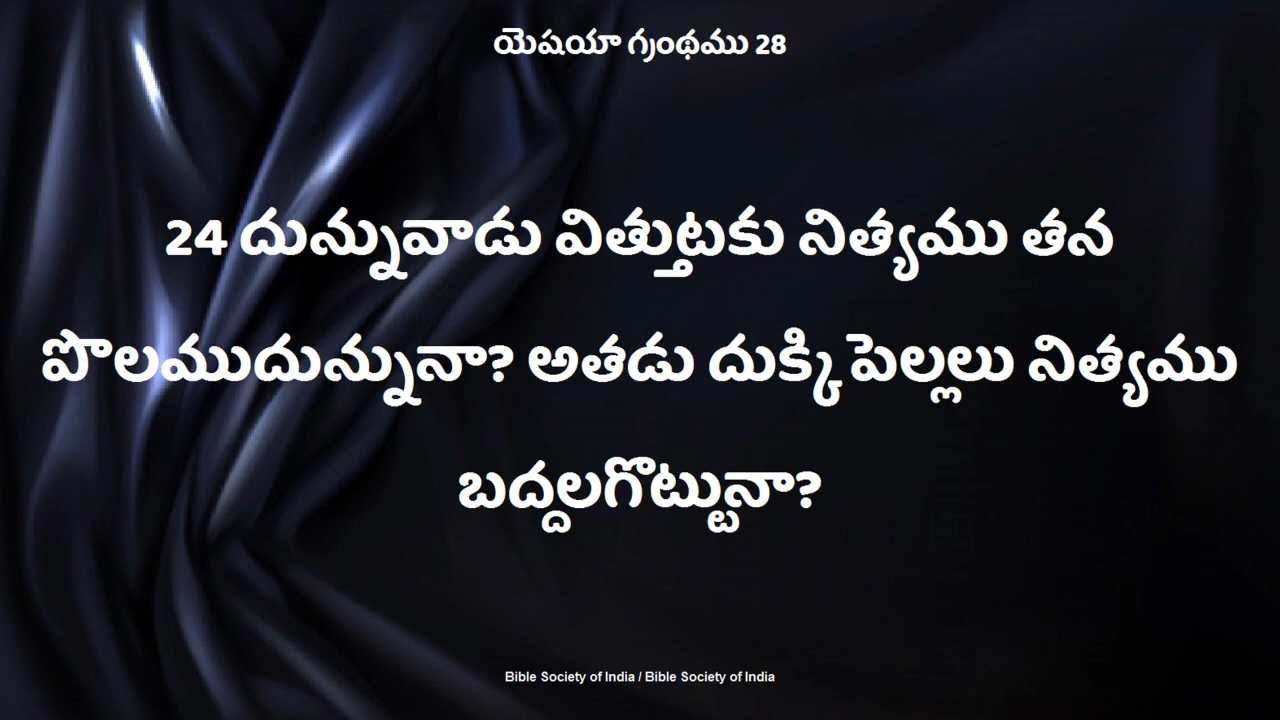 యెషయా గ్రంథము 28
24 దున్నువాడు విత్తుటకు నిత్యము తన
పొలముదున్నునా? అతడు దుక్కి పెల్లలు నిత్యము
బద్దలగొట్టునా?
Bible Society of India / Bible Society of India